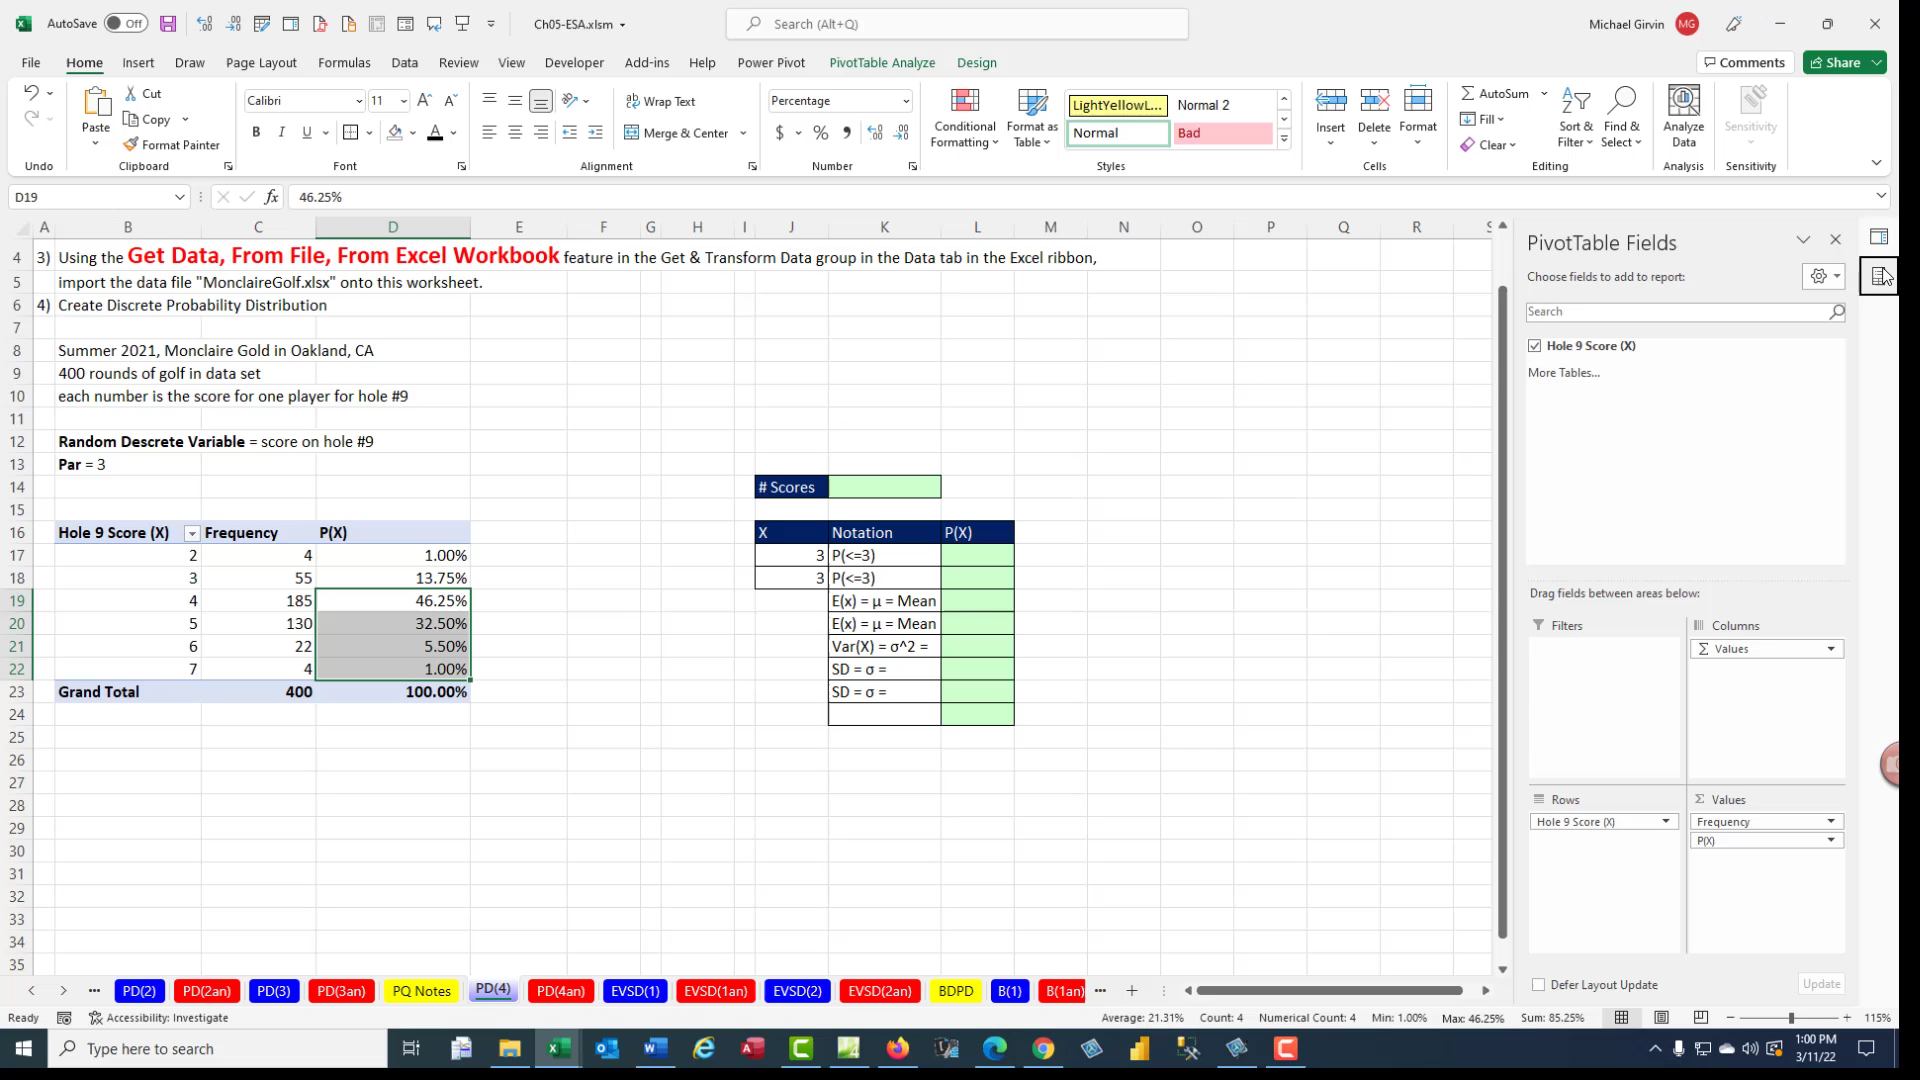 AutoSave Off Ch05-ESA.xlsm Search (Alt+Q) Michael Girvin MG
File Home Insert Draw Page Layout Formulas Data Review View Developer Add-ins Help Power Pivot PivotTable Analyze Design Comments Share
Cut Calibri 11 Wrap Text Percentage LightYellowL... Normal 2 AutoSum
Paste Copy Merge & Center Conditional Formatting Format as Table Normal Bad Insert Delete Format Fill Sort & Filter Find & Select Analyze Data Sensitivity
Format Painter Clear
Undo Clipboard Font Alignment Number Styles Cells Editing Analysis Sensitivity
D19 fx 46.25%
A B C D E F G H I J K L M N O P Q R S
4 3) Using the Get Data, From File, From Excel Workbook feature in the Get & Transform Data group in the Data tab in the Excel ribbon,
5 import the data file "MonclaireGolf.xlsx" onto this worksheet.
6 4) Create Discrete Probability Distribution
7
8 Summer 2021, Monclaire Gold in Oakland, CA
9 400 rounds of golf in data set
10 each number is the score for one player for hole #9
11
12 Random Descrete Variable = score on hole #9
13 Par = 3
14 # Scores
15
16 Hole 9 Score (X) Frequency P(X) X Notation P(X)
17 2 4 1.00% 3 P(<=3)
18 3 55 13.75% 3 P(<=3)
19 4 185 46.25% E(x) = µ = Mean
20 5 130 32.50% E(x) = µ = Mean
21 6 22 5.50% Var(X) = σ^2 =
22 7 4 1.00% SD = σ =
23 Grand Total 400 100.00% SD = σ =
24
25
26
27
28
29
30
31
32
33
34
35
PivotTable Fields
Choose fields to add to report:
Search
Hole 9 Score (X)
More Tables...
Drag fields between areas below:
Filters Columns
Values
Rows Values
Hole 9 Score (X) Frequency
P(X)
Defer Layout Update Update
PD(2) PD(2an) PD(3) PD(3an) PQ Notes PD(4) PD(4an) EVSD(1) EVSD(1an) EVSD(2) EVSD(2an) BDPD B(1) B(1an)
Ready Accessibility: Investigate Average: 21.31% Count: 4 Numerical Count: 4 Min: 1.00% Max: 46.25% Sum: 85.25% 115%
Type here to search 1:00 PM
3/11/22